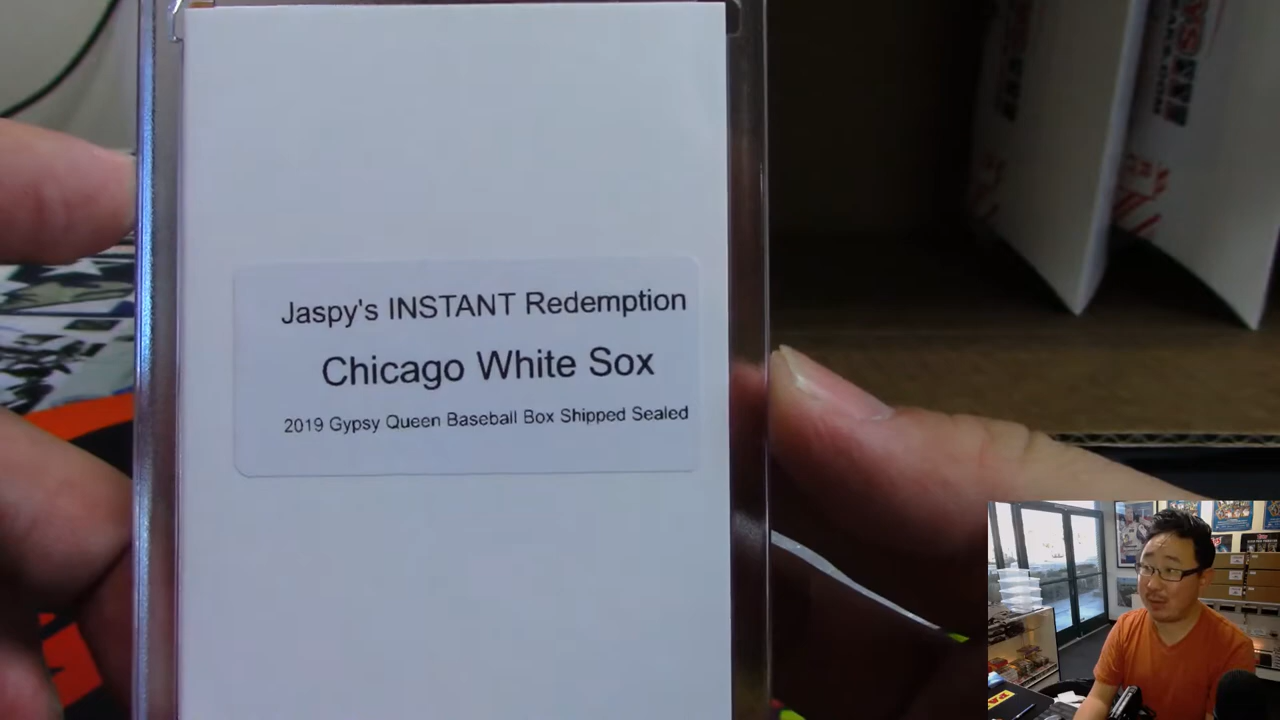 Jaspy's INSTANT Redemption
Chicago White Sox
2019 Gypsy Queen Baseball Box Shipped Sealed